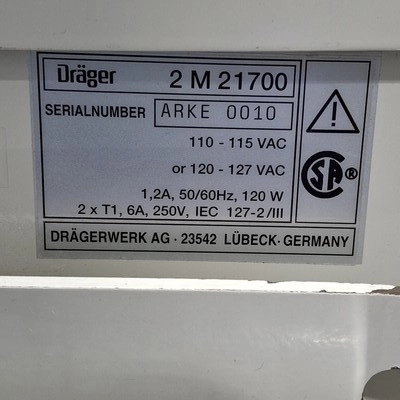 Dräger 2 M 21700
SERIALNUMBER ARKE 0010
110 - 115 VAC
or 120 - 127 VAC
1,2A, 50/60Hz, 120 W
2 x T1, 6A, 250V, IEC 127-2/III
SA ®
DRÄGERWERK AG · 23542 LÜBECK · GERMANY